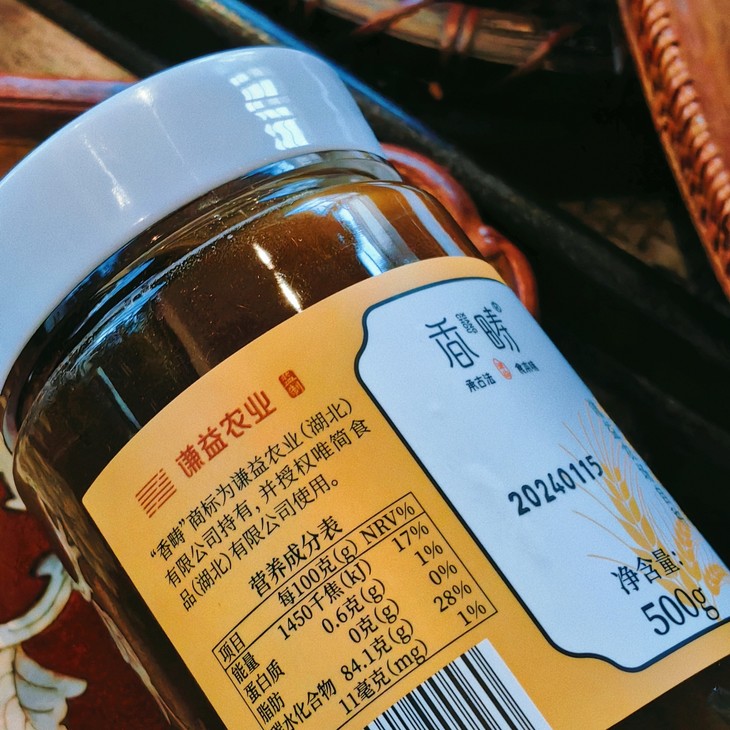 谦益农业
“香畴”商标为谦益农业(湖北)
有限公司持有,并授权唯简食
品(湖北)有限公司使用。
营养成分表
项目 每100克(g) NRV%
能量 1450千焦(kJ) 17%
蛋白质 0.6克(g) 1%
脂肪 0克(g) 0%
碳水化合物 84.1克(g) 28%
11毫克(mg) 1%
香畴
承古法
20240115
净含量:
500g